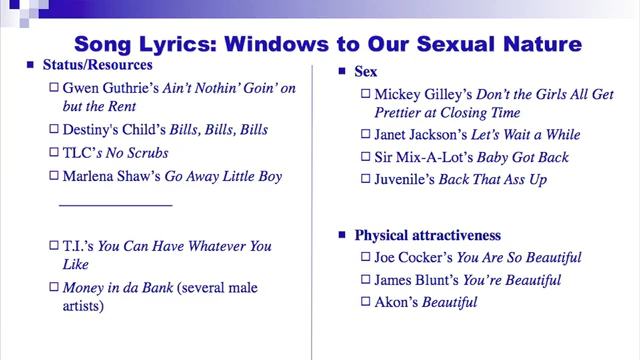 Song Lyrics: Windows to Our Sexual Nature
Status/Resources
Gwen Guthrie's Ain't Nothin' Goin' on
but the Rent
Destiny's Child's Bills, Bills, Bills
TLC's No Scrubs
Marlena Shaw's Go Away Little Boy
T.I.'s You Can Have Whatever You
Like
Money in da Bank (several male
artists)
Sex
Mickey Gilley's Don't the Girls All Get
Prettier at Closing Time
Janet Jackson's Let's Wait a While
Sir Mix-A-Lot's Baby Got Back
Juvenile's Back That Ass Up
Physical attractiveness
Joe Cocker's You Are So Beautiful
James Blunt's You're Beautiful
Akon's Beautiful